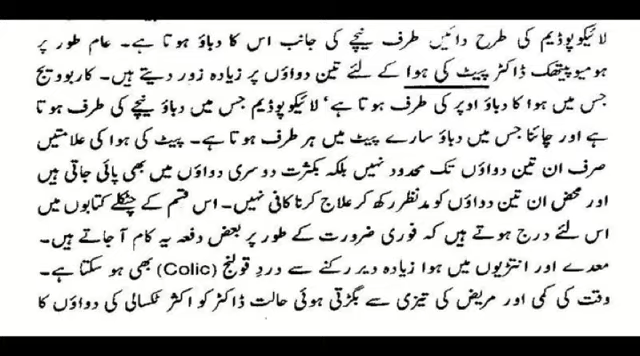 لائیکوپوڈیم کی طرح دائیں طرف نیچے کی جانب اس کا دباؤ ہوتا ہے۔ عام طور پر
ہومیوپیتھک ڈاکٹر پیٹ کی ہوا کے لئے تین دواؤں پر زیادہ زور دیتے ہیں۔ کاربوویج
جس میں ہوا کا دباؤ اوپر کی طرف ہوتا ہے‘ لائیکوپوڈیم جس میں دباؤ نیچے کی طرف ہوتا
ہے اور چائنا جس میں دباؤ سارے پیٹ میں ہر طرف ہوتا ہے۔ پیٹ کی ہوا کی علامتیں
صرف ان تین دواؤں تک محدود نہیں بلکہ بکثرت دوسری دواؤں میں بھی پائی جاتی ہیں
اور محض ان تین دواؤں کو مدنظر رکھ کر علاج کرنا کافی نہیں۔ اس قسم کے چٹکلے کتابوں میں
اس لئے درج ہوتے ہیں کہ فوری ضرورت کے طور پر بعض دفعہ یہ کام آ جاتے ہیں۔
معدے اور انتڑیوں میں ہوا زیادہ دیر رکنے سے درد قولنج (Colic) بھی ہو سکتا ہے۔
وقت کی کمی اور مریض کی تیزی سے بگڑتی ہوئی حالت ڈاکٹر کو اکثر ٹکسالی کی دواؤں کا